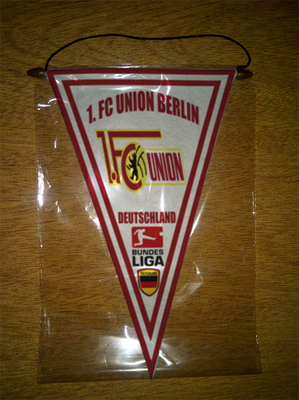 1. FC UNION BERLIN
1.FC UNION
DEUTSCHLAND
BUNDES
LIGA